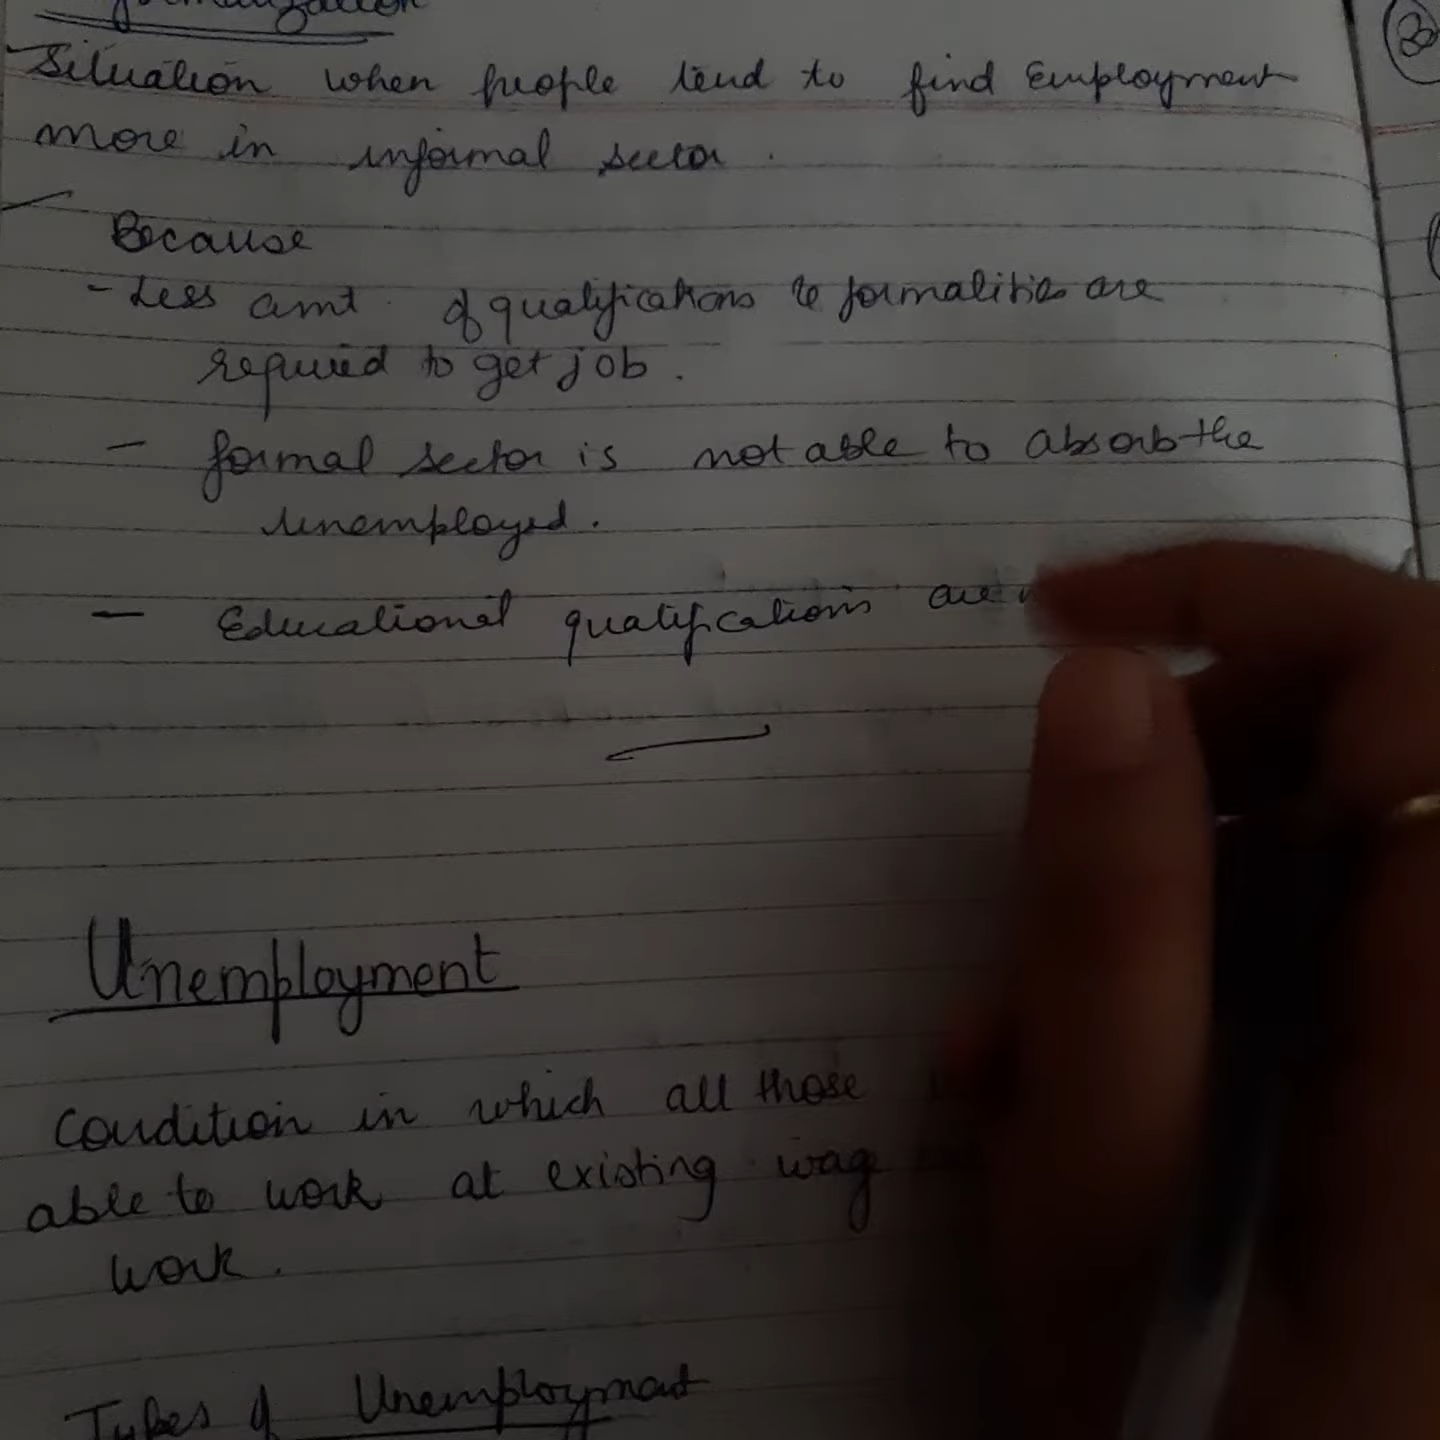 Situation when people tend to find Employment
more in informal sector.
Because
- Less amt. of qualifications & formalities are
required to get job.
- formal sector is not able to absorb the
unemployed.
- Educational qualifications are
Unemployment
Condition in which all those
able to work at existing wag
work.
Types of Unemployment